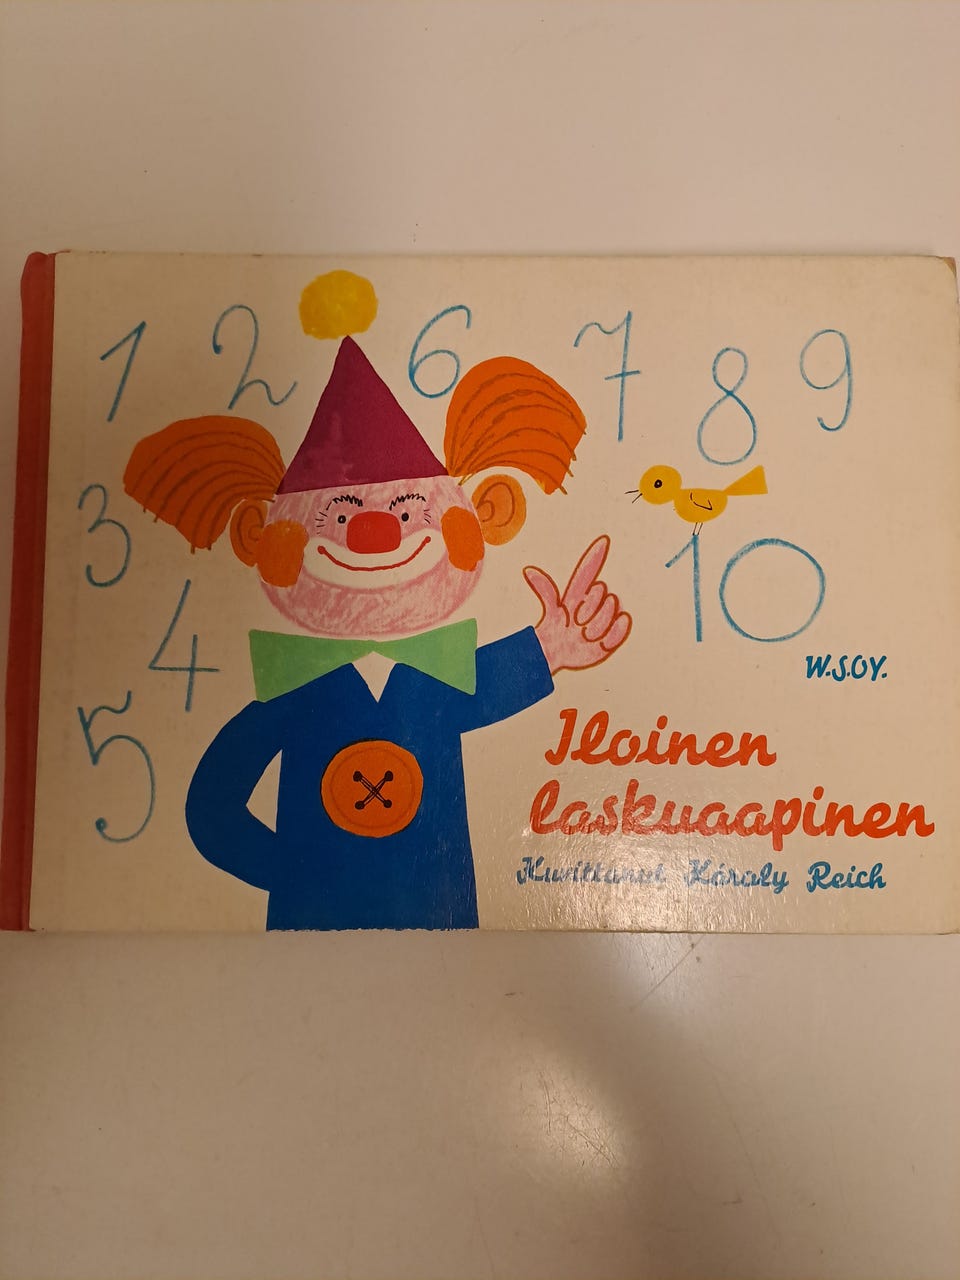 1 2 6 7 8 9
3
10
4
W.S.OY.
5
Iloinen
laskuaapinen
Kuvittanut Károly Reich